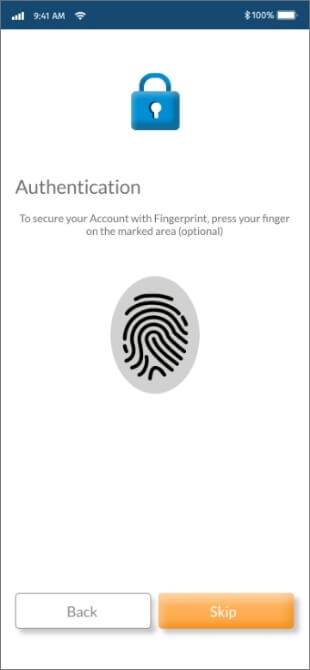 9:41 AM 100%
Authentication
To secure your Account with Fingerprint, press your finger
on the marked area (optional)
Back Skip